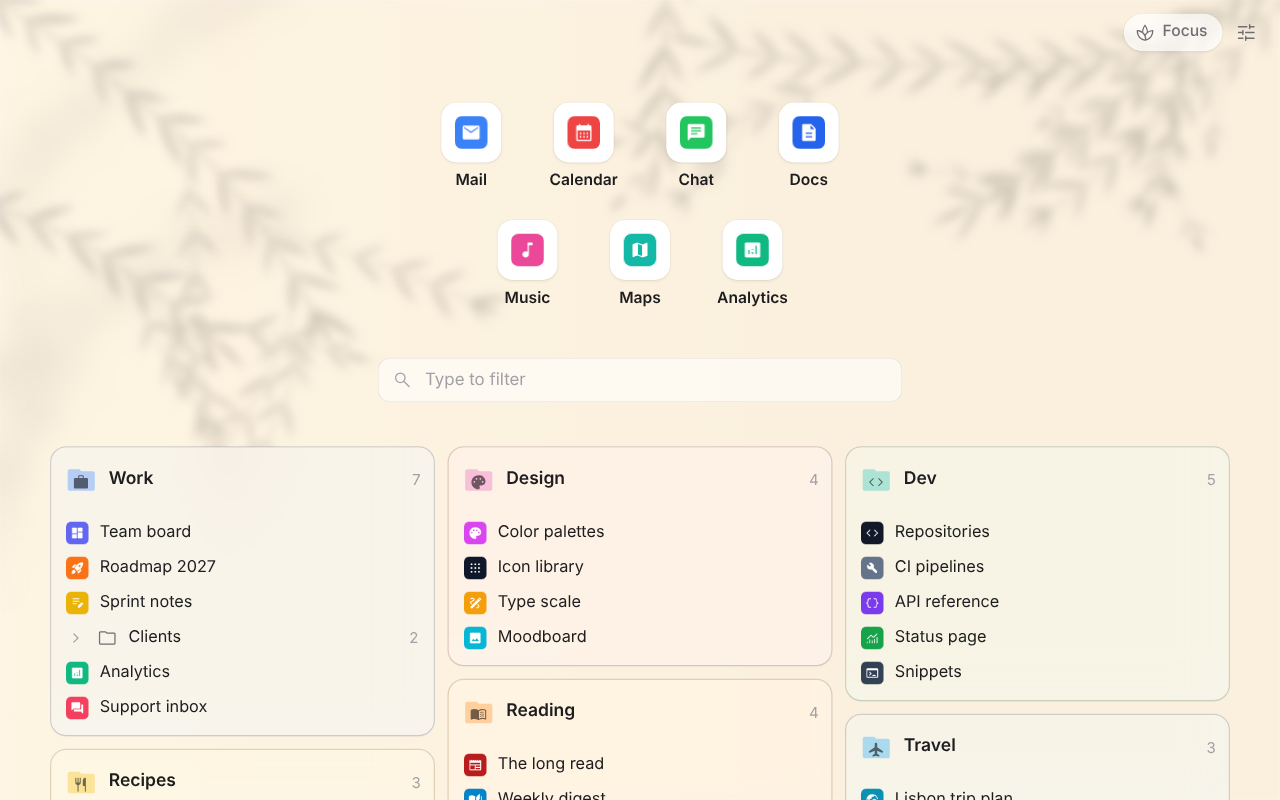 Focus
Mail
Calendar
Chat
Docs
Music
Maps
Analytics
Type to filter
Work 7
Team board
Roadmap 2027
Sprint notes
Clients 2
Analytics
Support inbox
Recipes 3
Design 4
Color palettes
Icon library
Type scale
Moodboard
Reading 4
The long read
Weekly digest
Dev 5
Repositories
CI pipelines
API reference
Status page
Snippets
Travel 3
Lisbon trip plan